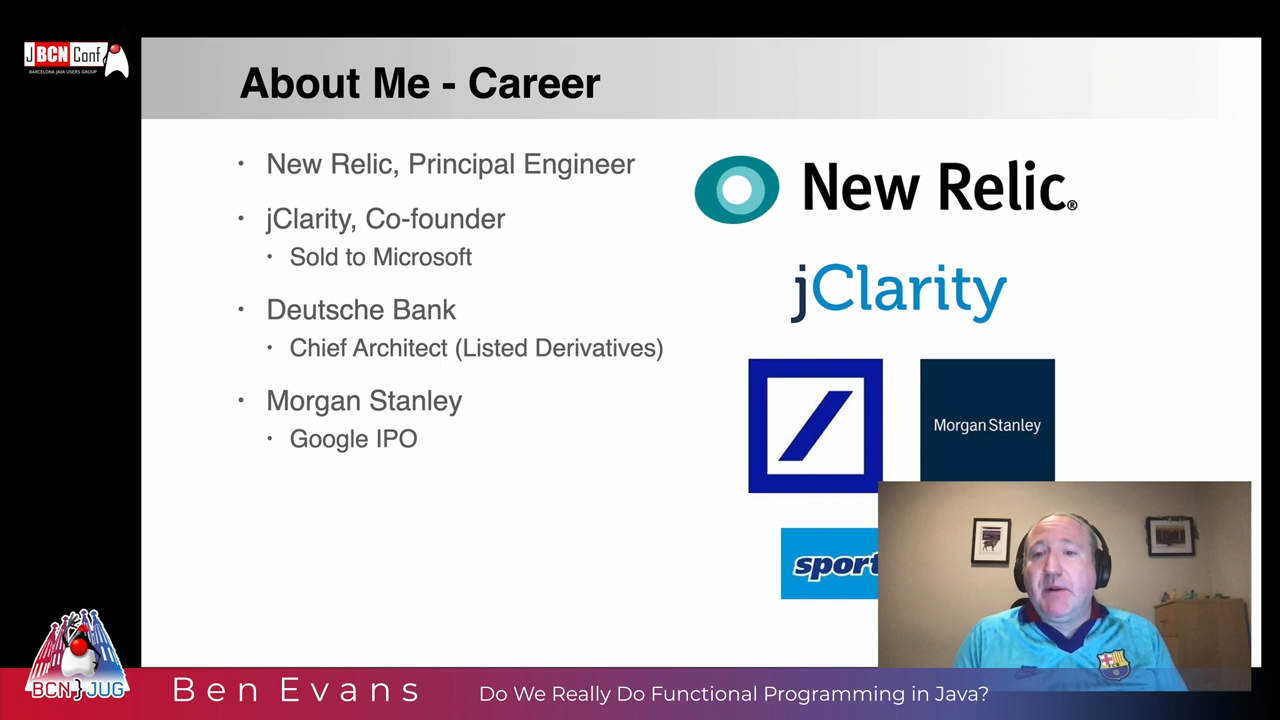 JBCNConf
BARCELONA JAVA USERS GROUP
About Me - Career
• New Relic, Principal Engineer
• jClarity, Co-founder
• Sold to Microsoft
• Deutsche Bank
• Chief Architect (Listed Derivatives)
• Morgan Stanley
• Google IPO
New Relic®
jClarity
Morgan Stanley
sport
BCN JUG
Ben Evans
Do We Really Do Functional Programming in Java?